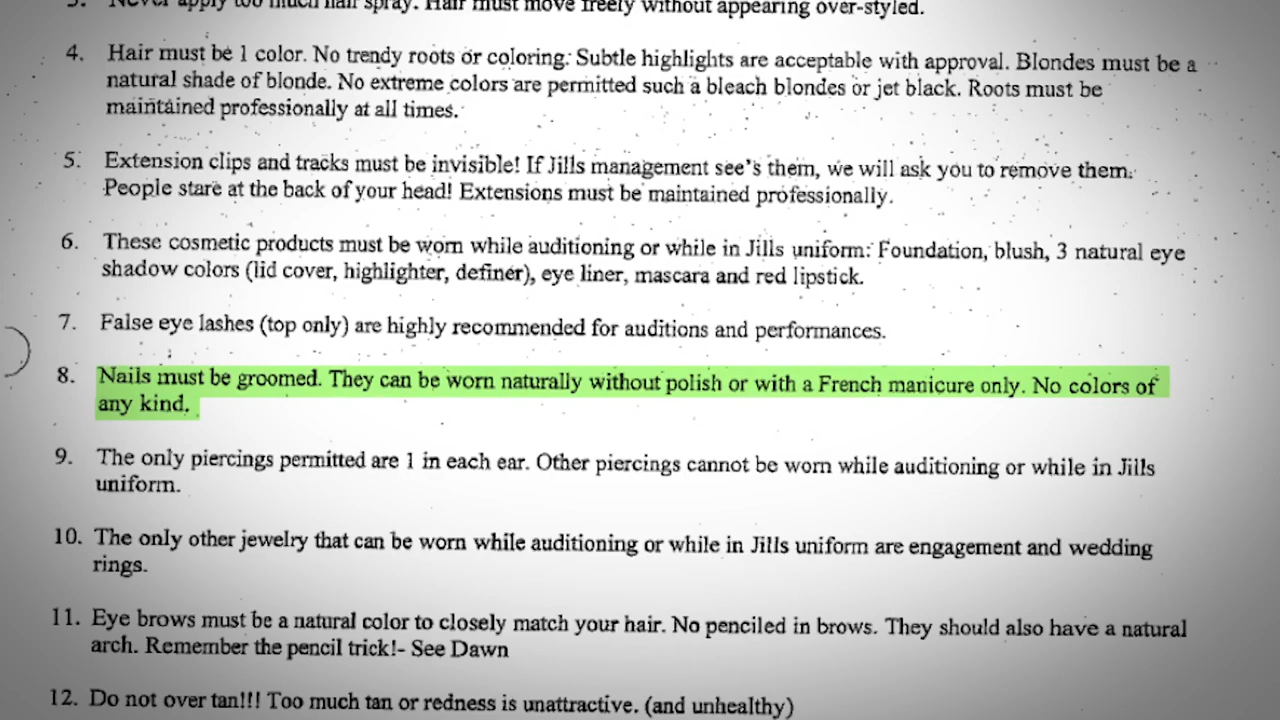 3. Never apply too much hair spray. Hair must move freely without appearing over-styled.
4. Hair must be 1 color. No trendy roots or coloring. Subtle highlights are acceptable with approval. Blondes must be a
natural shade of blonde. No extreme colors are permitted such a bleach blondes or jet black. Roots must be
maintained professionally at all times.
5. Extension clips and tracks must be invisible! If Jills management see's them, we will ask you to remove them.
People stare at the back of your head! Extensions must be maintained professionally.
6. These cosmetic products must be worn while auditioning or while in Jills uniform: Foundation, blush, 3 natural eye
shadow colors (lid cover, highlighter, definer), eye liner, mascara and red lipstick.
7. False eye lashes (top only) are highly recommended for auditions and performances.
8. Nails must be groomed. They can be worn naturally without polish or with a French manicure only. No colors of
any kind.
9. The only piercings permitted are 1 in each ear. Other piercings cannot be worn while auditioning or while in Jills
uniform.
10. The only other jewelry that can be worn while auditioning or while in Jills uniform are engagement and wedding
rings.
11. Eye brows must be a natural color to closely match your hair. No penciled in brows. They should also have a natural
arch. Remember the pencil trick!- See Dawn
12. Do not over tan!!! Too much tan or redness is unattractive. (and unhealthy)